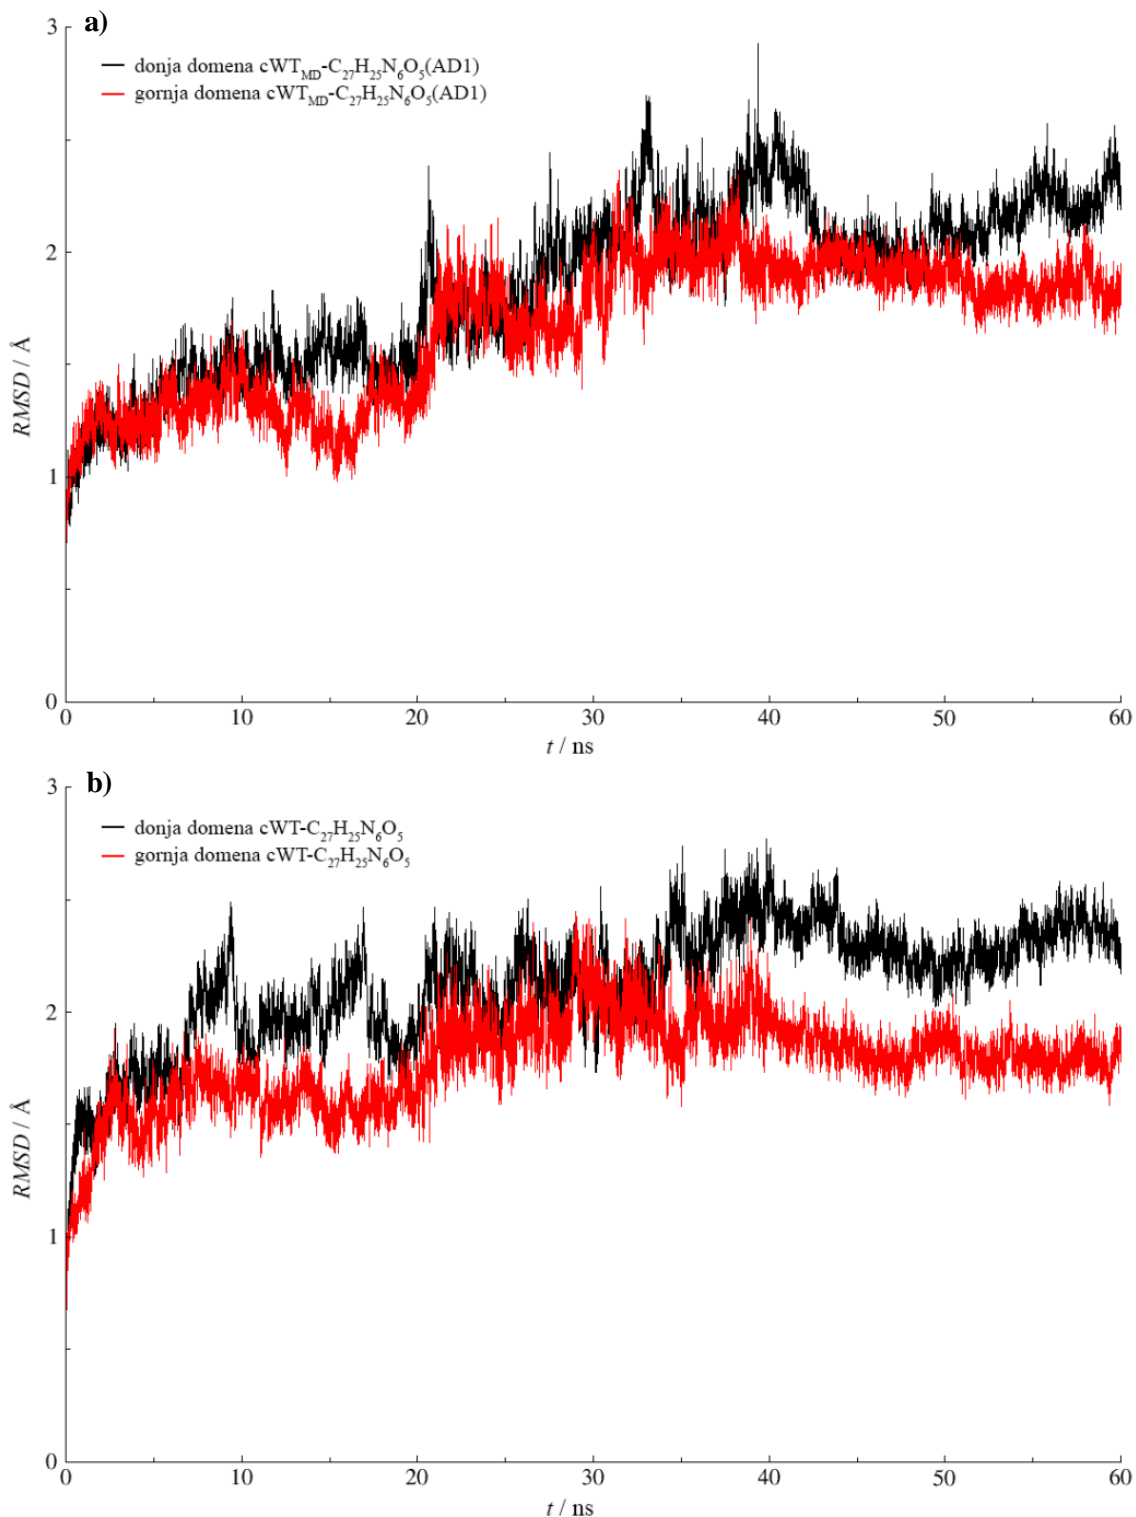 a)
3
donja domena cWTMD-C27H25N6O5(AD1)
gornja domena cWTMD-C27H25N6O5(AD1)
2
RMSD / Å
1
0
0 10 20 30 40 50 60
t / ns
b)
3
donja domena cWT-C27H25N6O5
gornja domena cWT-C27H25N6O5
2
RMSD / Å
1
0
0 10 20 30 40 50 60
t / ns